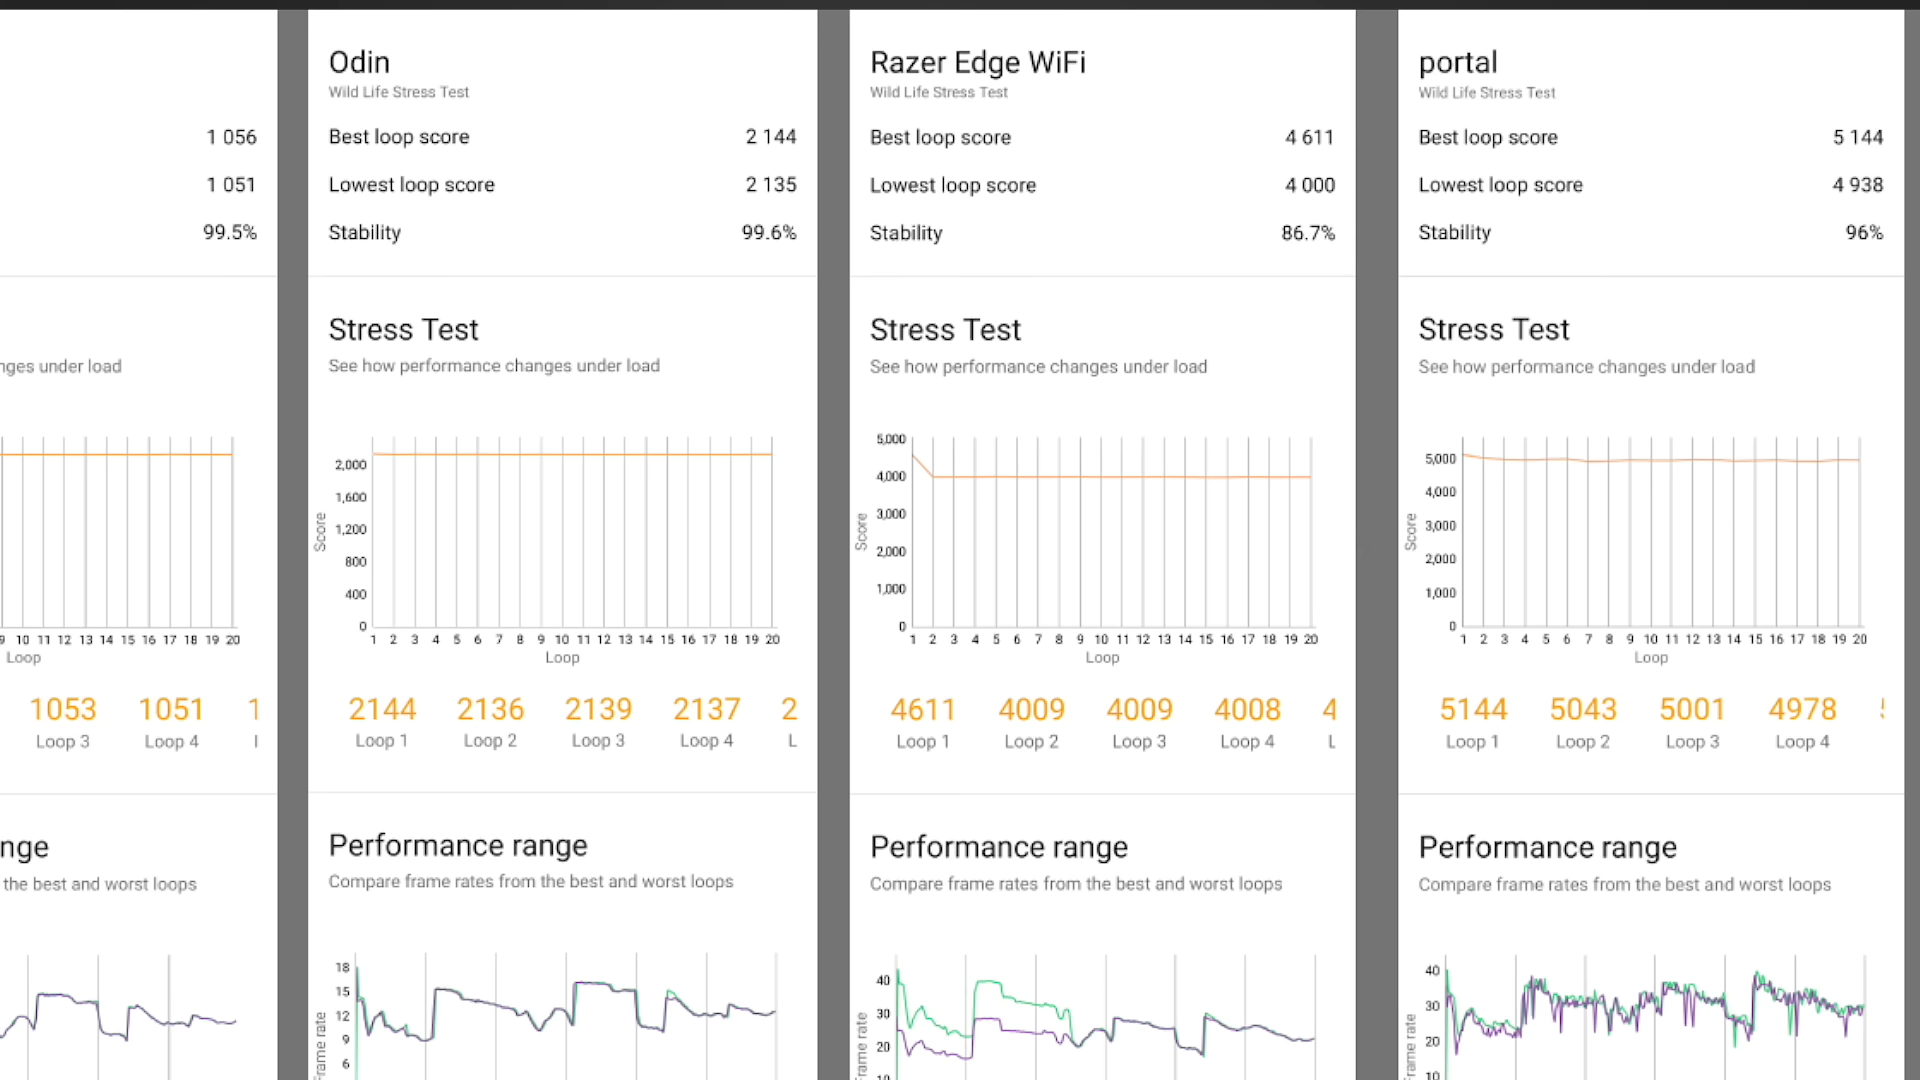 1 056
1 051
99.5%
nges under load
9 10 11 12 13 14 15 16 17 18 19 20
Loop
1053 1051 1
Loop 3 Loop 4
nge
the best and worst loops
Odin
Wild Life Stress Test
Best loop score 2 144
Lowest loop score 2 135
Stability 99.6%
Stress Test
See how performance changes under load
2,000
1,600
1,200
800
400
0
Score
1 2 3 4 5 6 7 8 9 10 11 12 13 14 15 16 17 18 19 20
Loop
2144 2136 2139 2137 2
Loop 1 Loop 2 Loop 3 Loop 4 L
Performance range
Compare frame rates from the best and worst loops
18
15
12
9
6
Frame rate
Razer Edge WiFi
Wild Life Stress Test
Best loop score 4 611
Lowest loop score 4 000
Stability 86.7%
Stress Test
See how performance changes under load
5,000
4,000
3,000
2,000
1,000
0
Score
1 2 3 4 5 6 7 8 9 10 11 12 13 14 15 16 17 18 19 20
Loop
4611 4009 4009 4008 4
Loop 1 Loop 2 Loop 3 Loop 4 L
Performance range
Compare frame rates from the best and worst loops
40
30
20
10
Frame rate
portal
Wild Life Stress Test
Best loop score 5 144
Lowest loop score 4 938
Stability 96%
Stress Test
See how performance changes under load
5,000
4,000
3,000
2,000
1,000
0
Score
1 2 3 4 5 6 7 8 9 10 11 12 13 14 15 16 17 18 19 20
Loop
5144 5043 5001 4978
Loop 1 Loop 2 Loop 3 Loop 4
Performance range
Compare frame rates from the best and worst loops
40
30
20
10
Frame rate